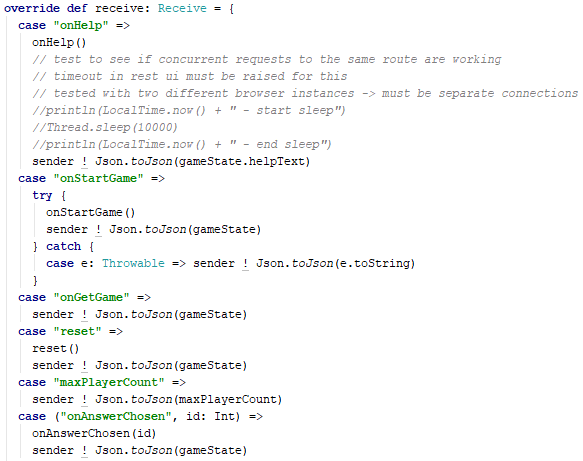 override def receive: Receive = {
case "onHelp" =>
onHelp()
// test to see if concurrent requests to the same route are working
// timeout in rest ui must be raised for this
// tested with two different browser instances -> must be separate connections
//println(LocalTime.now() + " - start sleep")
//Thread.sleep(10000)
//println(LocalTime.now() + " - end sleep")
sender ! Json.toJson(gameState.helpText)
case "onStartGame" =>
try {
onStartGame()
sender ! Json.toJson(gameState)
} catch {
case e: Throwable => sender ! Json.toJson(e.toString)
}
case "onGetGame" =>
sender ! Json.toJson(gameState)
case "reset" =>
reset()
sender ! Json.toJson(gameState)
case "maxPlayerCount" =>
sender ! Json.toJson(maxPlayerCount)
case ("onAnswerChosen", id: Int) =>
onAnswerChosen(id)
sender ! Json.toJson(gameState)